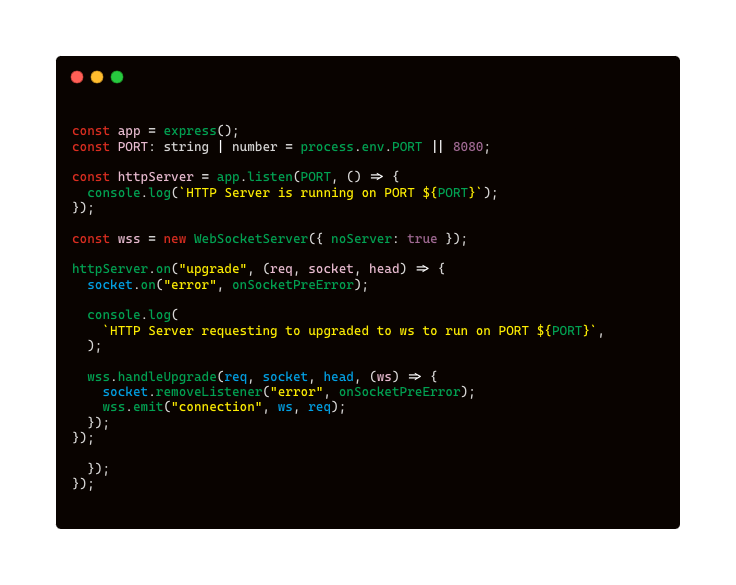 const app = express();
const PORT: string | number = process.env.PORT || 8080;
const httpServer = app.listen(PORT, () => {
  console.log(`HTTP Server is running on PORT ${PORT}`);
});
const wss = new WebSocketServer({ noServer: true });
httpServer.on("upgrade", (req, socket, head) => {
  socket.on("error", onSocketPreError);
  console.log(
    `HTTP Server requesting to upgraded to ws to run on PORT ${PORT}`,
  );
  wss.handleUpgrade(req, socket, head, (ws) => {
    socket.removeListener("error", onSocketPreError);
    wss.emit("connection", ws, req);
  });
});
  });
});